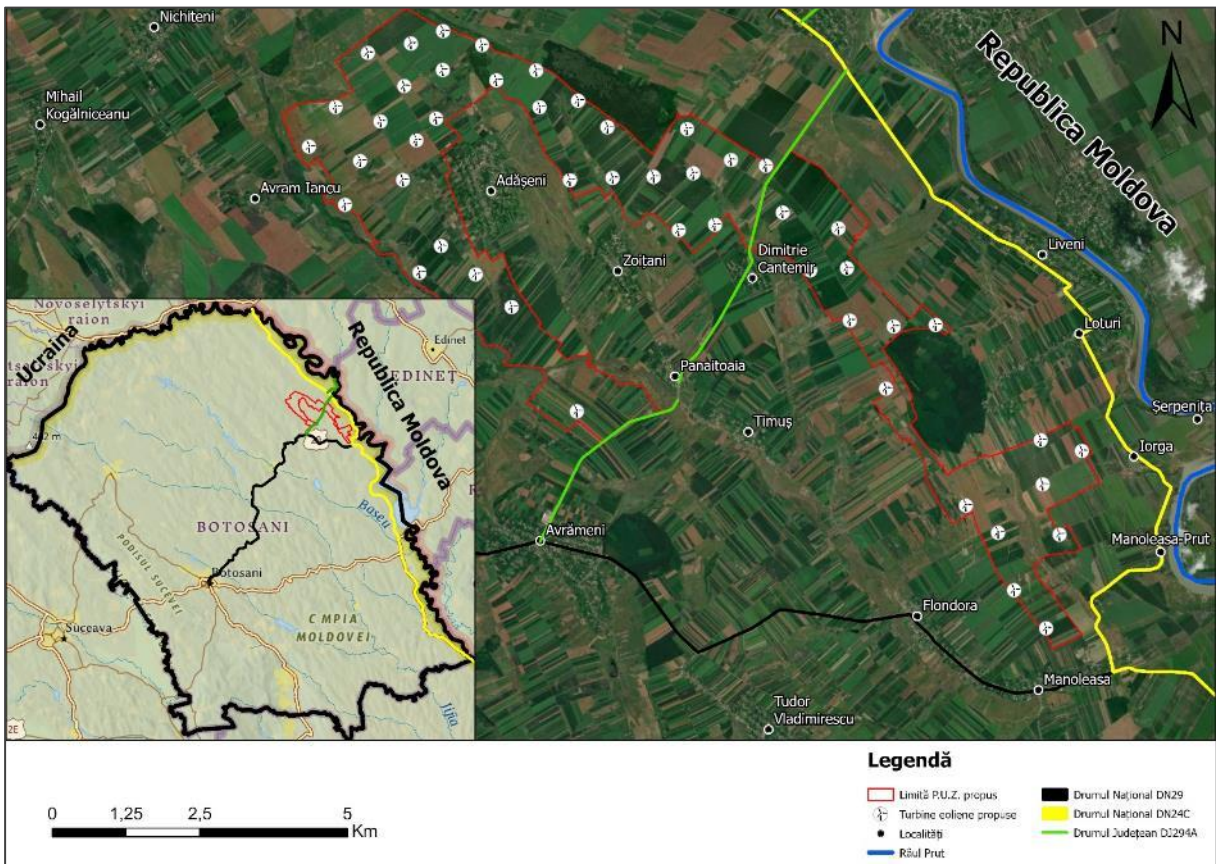 Nichiteni
Mihail
Kogălniceanu
Avram Iancu
Adășeni
Zoițani
Dimitrie
Cantemir
Panaitoaia
Timuș
Avrămeni
Flondora
Manoleasa
Tudor
Vladimirescu
Liveni
Loturi
Șerpenița
Iorga
Manoleasa-Prut
Republica Moldova
N
Novoselytskyi
raion
Ucraina
raion
Republica Moldova
Edineț
EDINEȚ
BOTOSANI
PODISUL SUCEVEI
Botosani
Suceava
C MPIA
MOLDOVEI
Baseu
Jijia
2E
0 1,25 2,5 5
Km
Legendă
Limită P.U.Z. propus
Turbine eoliene propuse
Localități
Râul Prut
Drumul Național DN29
Drumul Național DN24C
Drumul Județean DJ294A